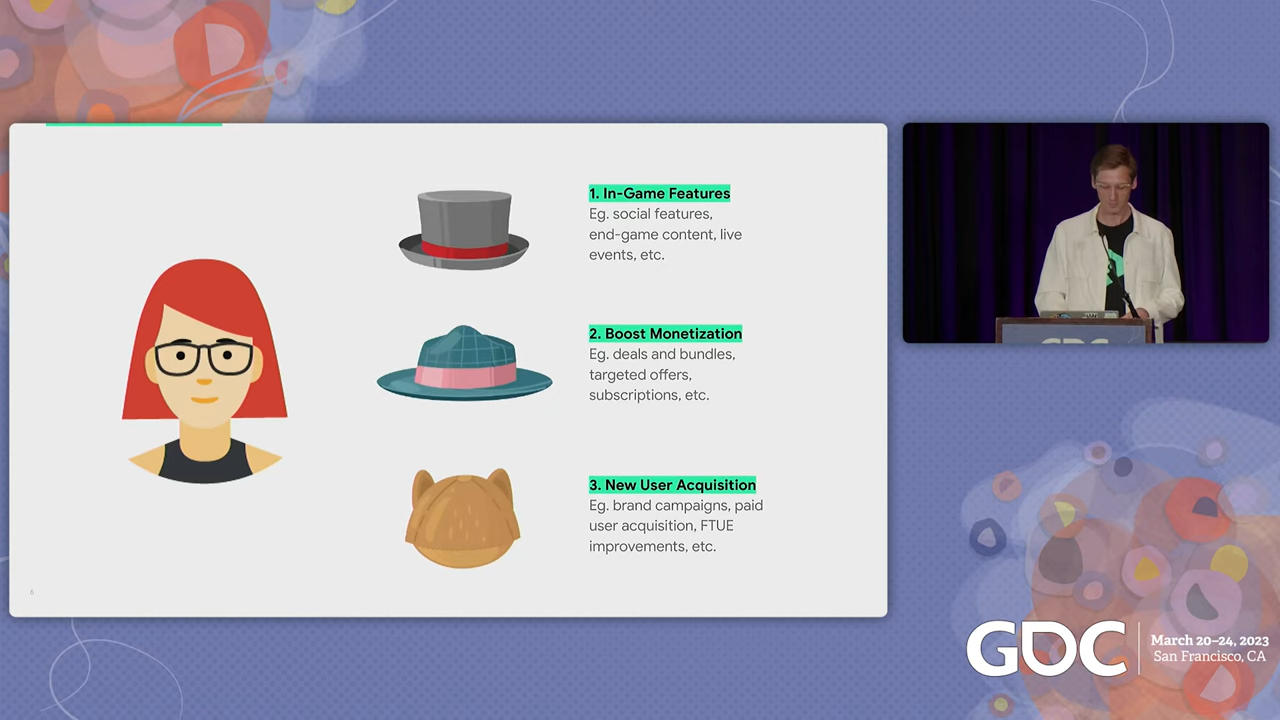 1. In-Game Features
Eg. social features,
end-game content, live
events, etc.
2. Boost Monetization
Eg. deals and bundles,
targeted offers,
subscriptions, etc.
3. New User Acquisition
Eg. brand campaigns, paid
user acquisition, FTUE
improvements, etc.
6
GDC
GDC
March 20–24, 2023
San Francisco, CA